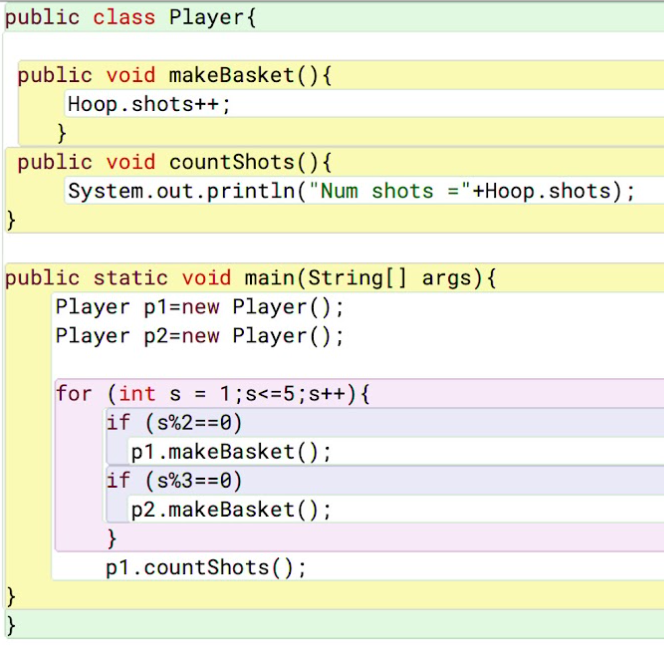 public class Player{
public void makeBasket(){
Hoop.shots++;
}
public void countShots(){
System.out.println("Num shots ="+Hoop.shots);
}
public static void main(String[] args){
Player p1=new Player();
Player p2=new Player();
for (int s = 1;s<=5;s++){
if (s%2==0)
p1.makeBasket();
if (s%3==0)
p2.makeBasket();
}
p1.countShots();
}
}